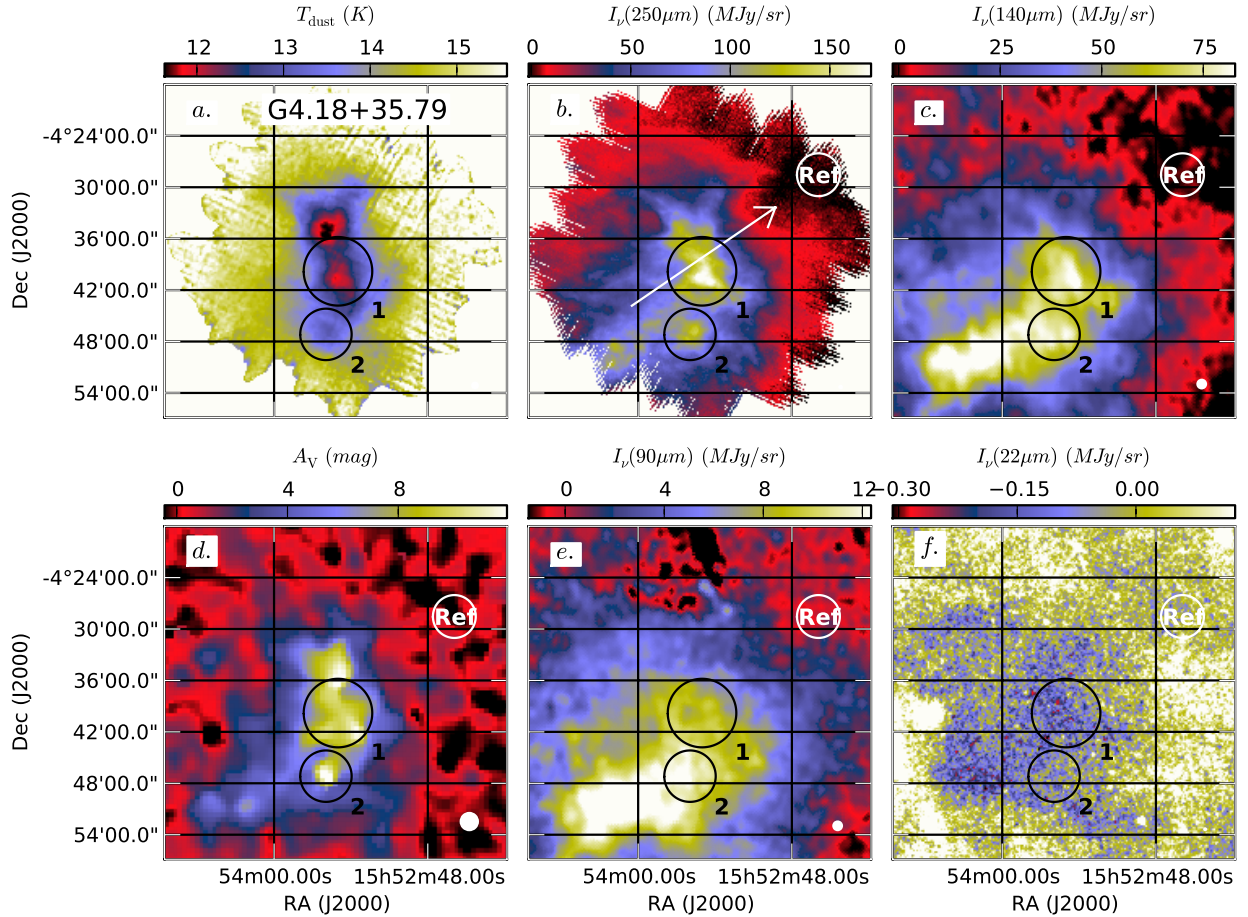 T_dust (K)
I_ν(250μm) (MJy/sr)
I_ν(140μm) (MJy/sr)
12 13 14 15
0 50 100 150
0 25 50 75
a. G4.18+35.79
b.
c.
-4°24'00.0"
30'00.0"
36'00.0"
42'00.0"
48'00.0"
54'00.0"
Dec (J2000)
1
2
Ref
1
2
Ref
1
2
A_V (mag)
I_ν(90μm) (MJy/sr)
I_ν(22μm) (MJy/sr)
0 4 8
0 4 8 12
−0.30 −0.15 0.00
d.
e.
f.
-4°24'00.0"
30'00.0"
36'00.0"
42'00.0"
48'00.0"
54'00.0"
Dec (J2000)
Ref
1
2
Ref
1
2
Ref
1
2
54m00.00s 15h52m48.00s
54m00.00s 15h52m48.00s
54m00.00s 15h52m48.00s
RA (J2000)
RA (J2000)
RA (J2000)